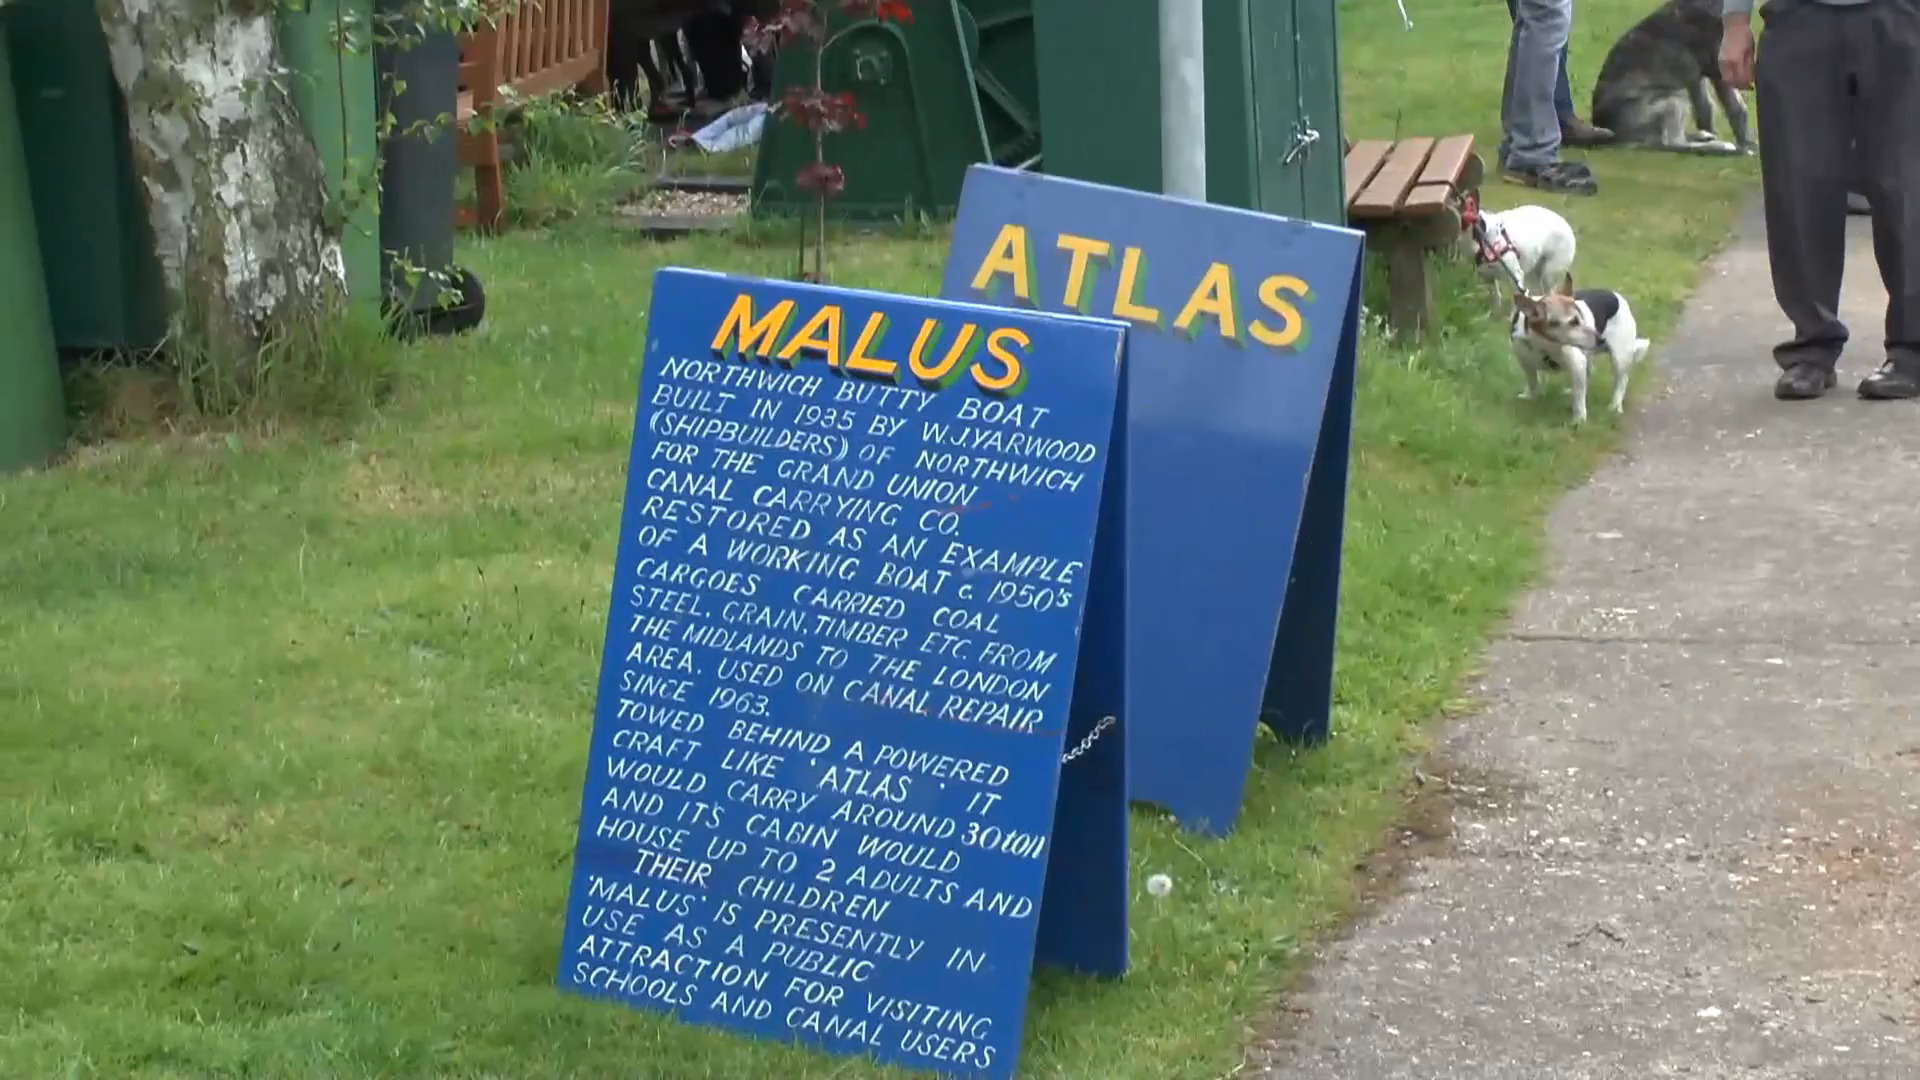 ATLAS
MALUS
NORTHWICH BUTTY BOAT
BUILT IN 1935 BY W.J.YARWOOD
(SHIPBUILDERS) OF NORTHWICH
FOR THE GRAND UNION
CANAL CARRYING CO.
RESTORED AS AN EXAMPLE
OF A WORKING BOAT c. 1950's
CARGOES CARRIED COAL
STEEL, GRAIN, TIMBER ETC. FROM
THE MIDLANDS TO THE LONDON
AREA. USED ON CANAL REPAIR
SINCE 1963.
TOWED BEHIND A POWERED
CRAFT LIKE 'ATLAS' IT
WOULD CARRY AROUND 30 ton
AND IT'S CABIN WOULD
HOUSE UP TO 2 ADULTS AND
THEIR CHILDREN
'MALUS' IS PRESENTLY IN
USE AS A PUBLIC
ATTRACTION FOR VISITING
SCHOOLS AND CANAL USERS